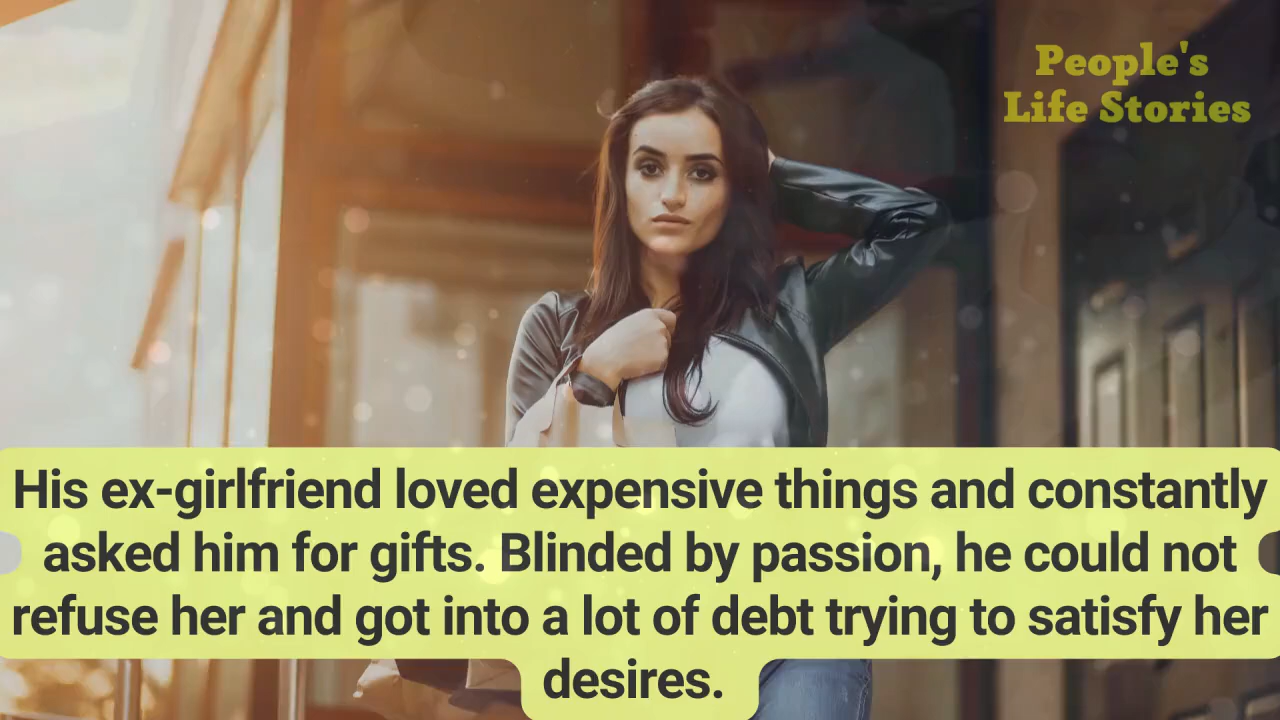 People's
Life Stories
His ex-girlfriend loved expensive things and constantly
asked him for gifts. Blinded by passion, he could not
refuse her and got into a lot of debt trying to satisfy her
desires.